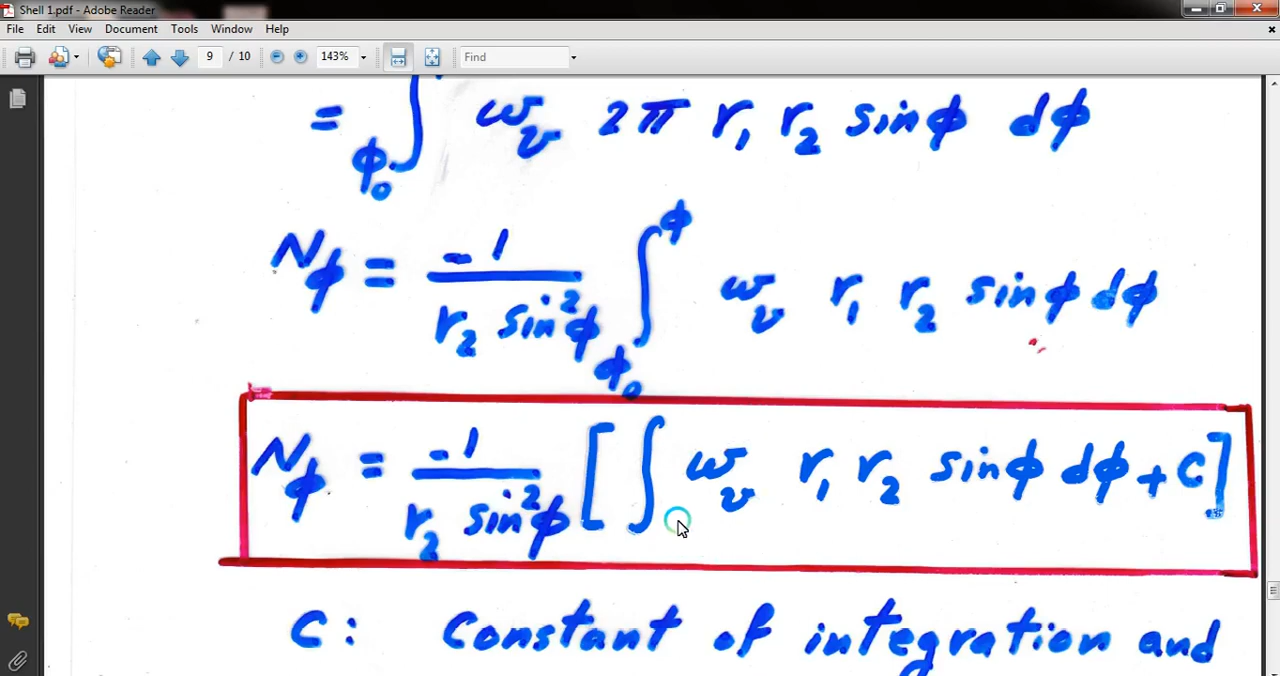 Shell 1.pdf - Adobe Reader
File Edit View Document Tools Window Help
9 / 10 143% Find
= ∫_{ϕ₀} w_v 2π r₁ r₂ sinϕ dϕ
N_ϕ = -1 / (r₂ sin²ϕ) ∫_{ϕ₀}^{ϕ} w_v r₁ r₂ sinϕ dϕ
N_ϕ = -1 / (r₂ sin²ϕ) [ ∫ w_v r₁ r₂ sinϕ dϕ + C ]
C: Constant of integration and